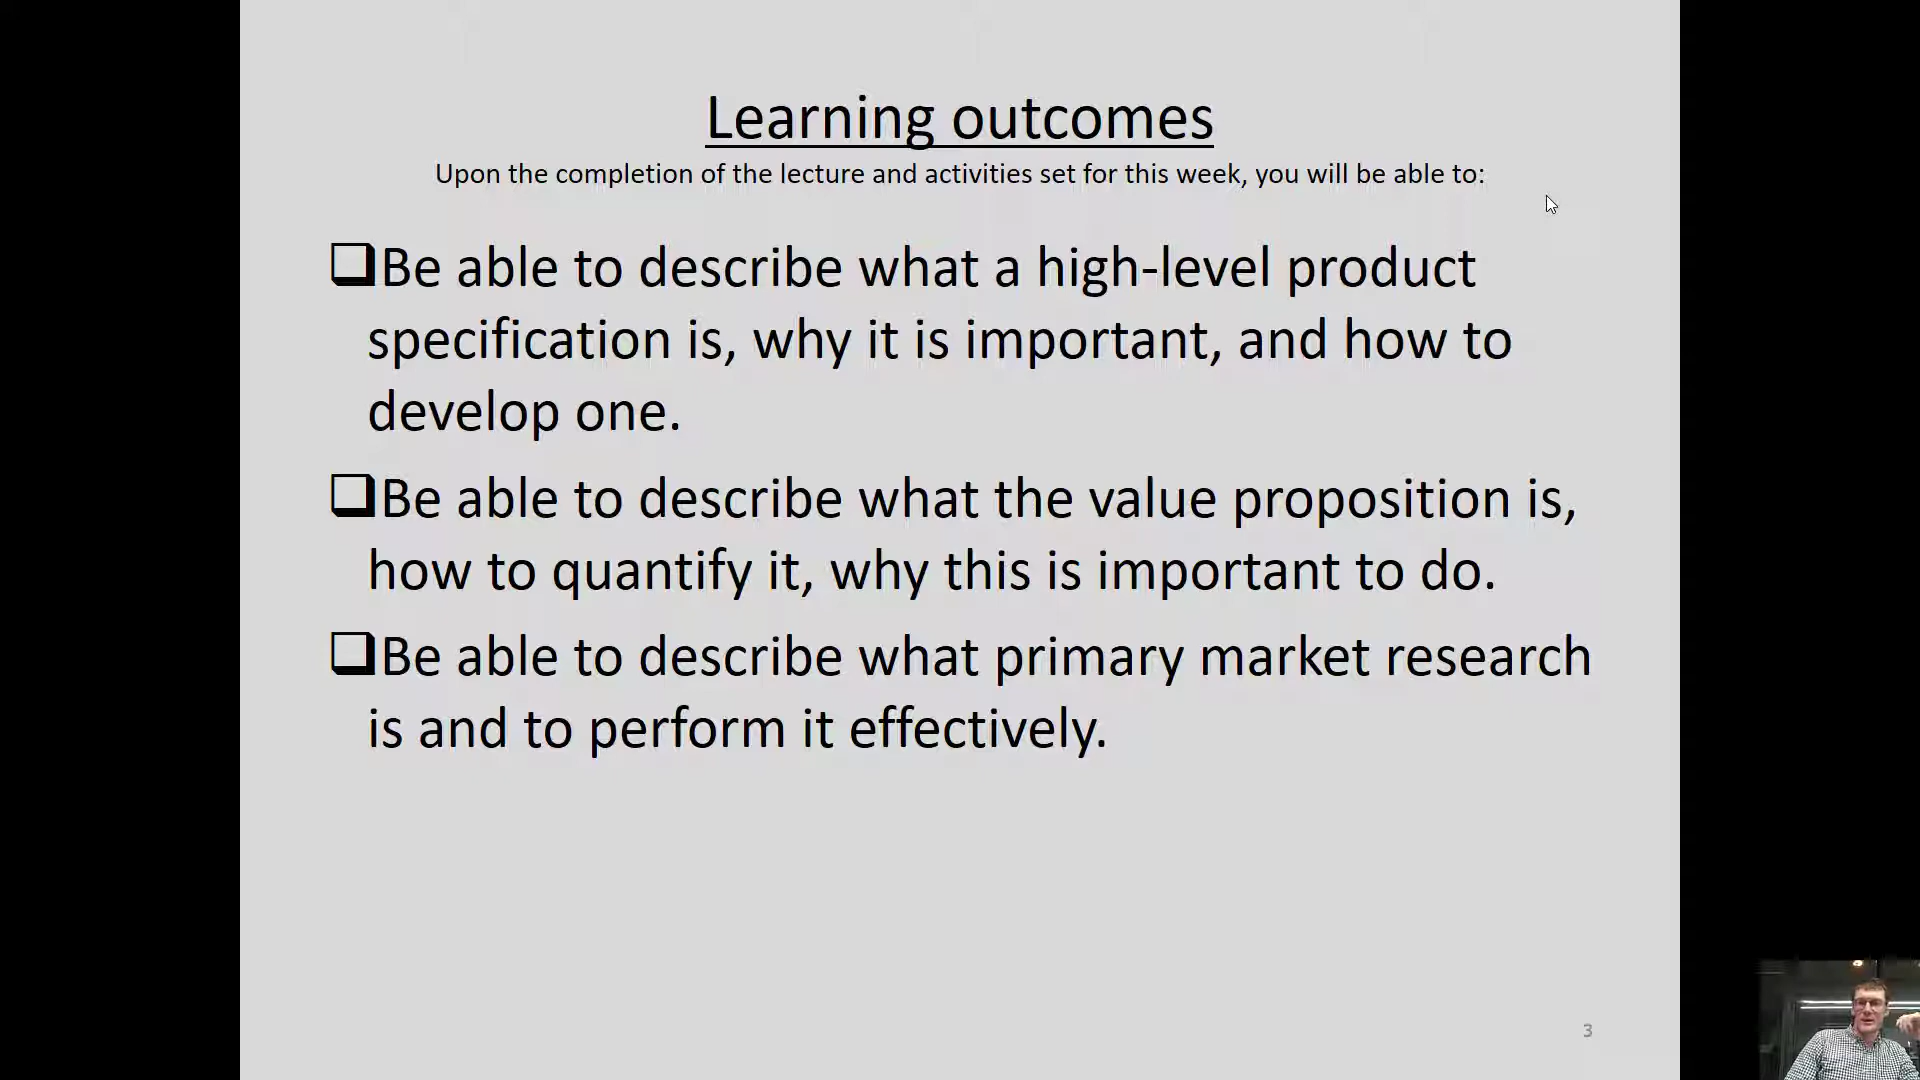 Learning outcomes
Upon the completion of the lecture and activities set for this week, you will be able to:
❑Be able to describe what a high-level product
specification is, why it is important, and how to
develop one.
❑Be able to describe what the value proposition is,
how to quantify it, why this is important to do.
❑Be able to describe what primary market research
is and to perform it effectively.
3